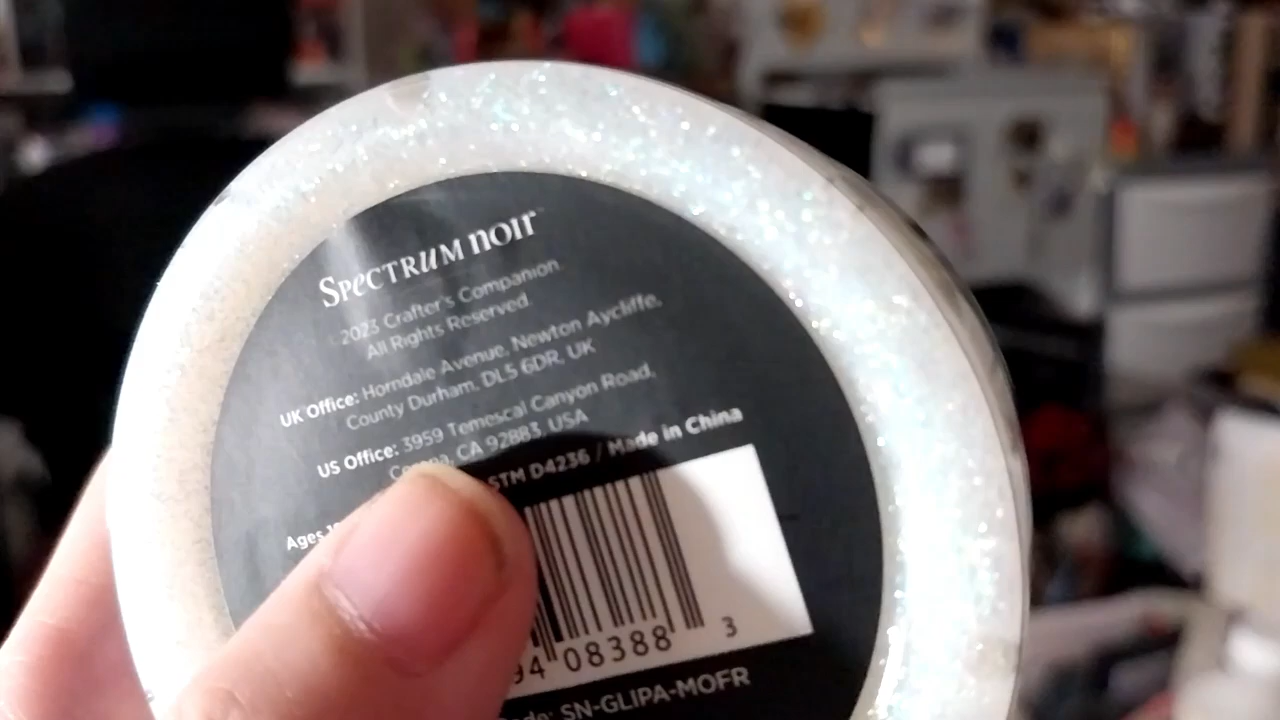 Spectrum noir™
2023 Crafter's Companion
All Rights Reserved.
UK Office: Horndale Avenue, Newton Aycliffe,
County Durham, DL5 6DR, UK
US Office: 3959 Temescal Canyon Road,
CA 92883, USA
STM D4236 / Made in China
Ages
94 08388 3
SN-GLIPA-MOFR